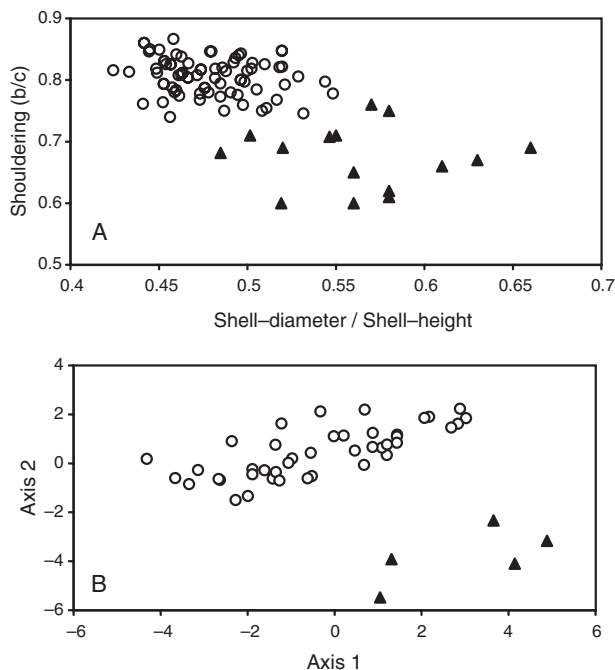 0.9
0.8
0.7
0.6
0.5
Shouldering (b/c)
A
0.4 0.45 0.5 0.55 0.6 0.65 0.7
Shell–diameter / Shell–height
4
2
0
–2
–4
–6
Axis 2
B
–6 –4 –2 0 2 4 6
Axis 1